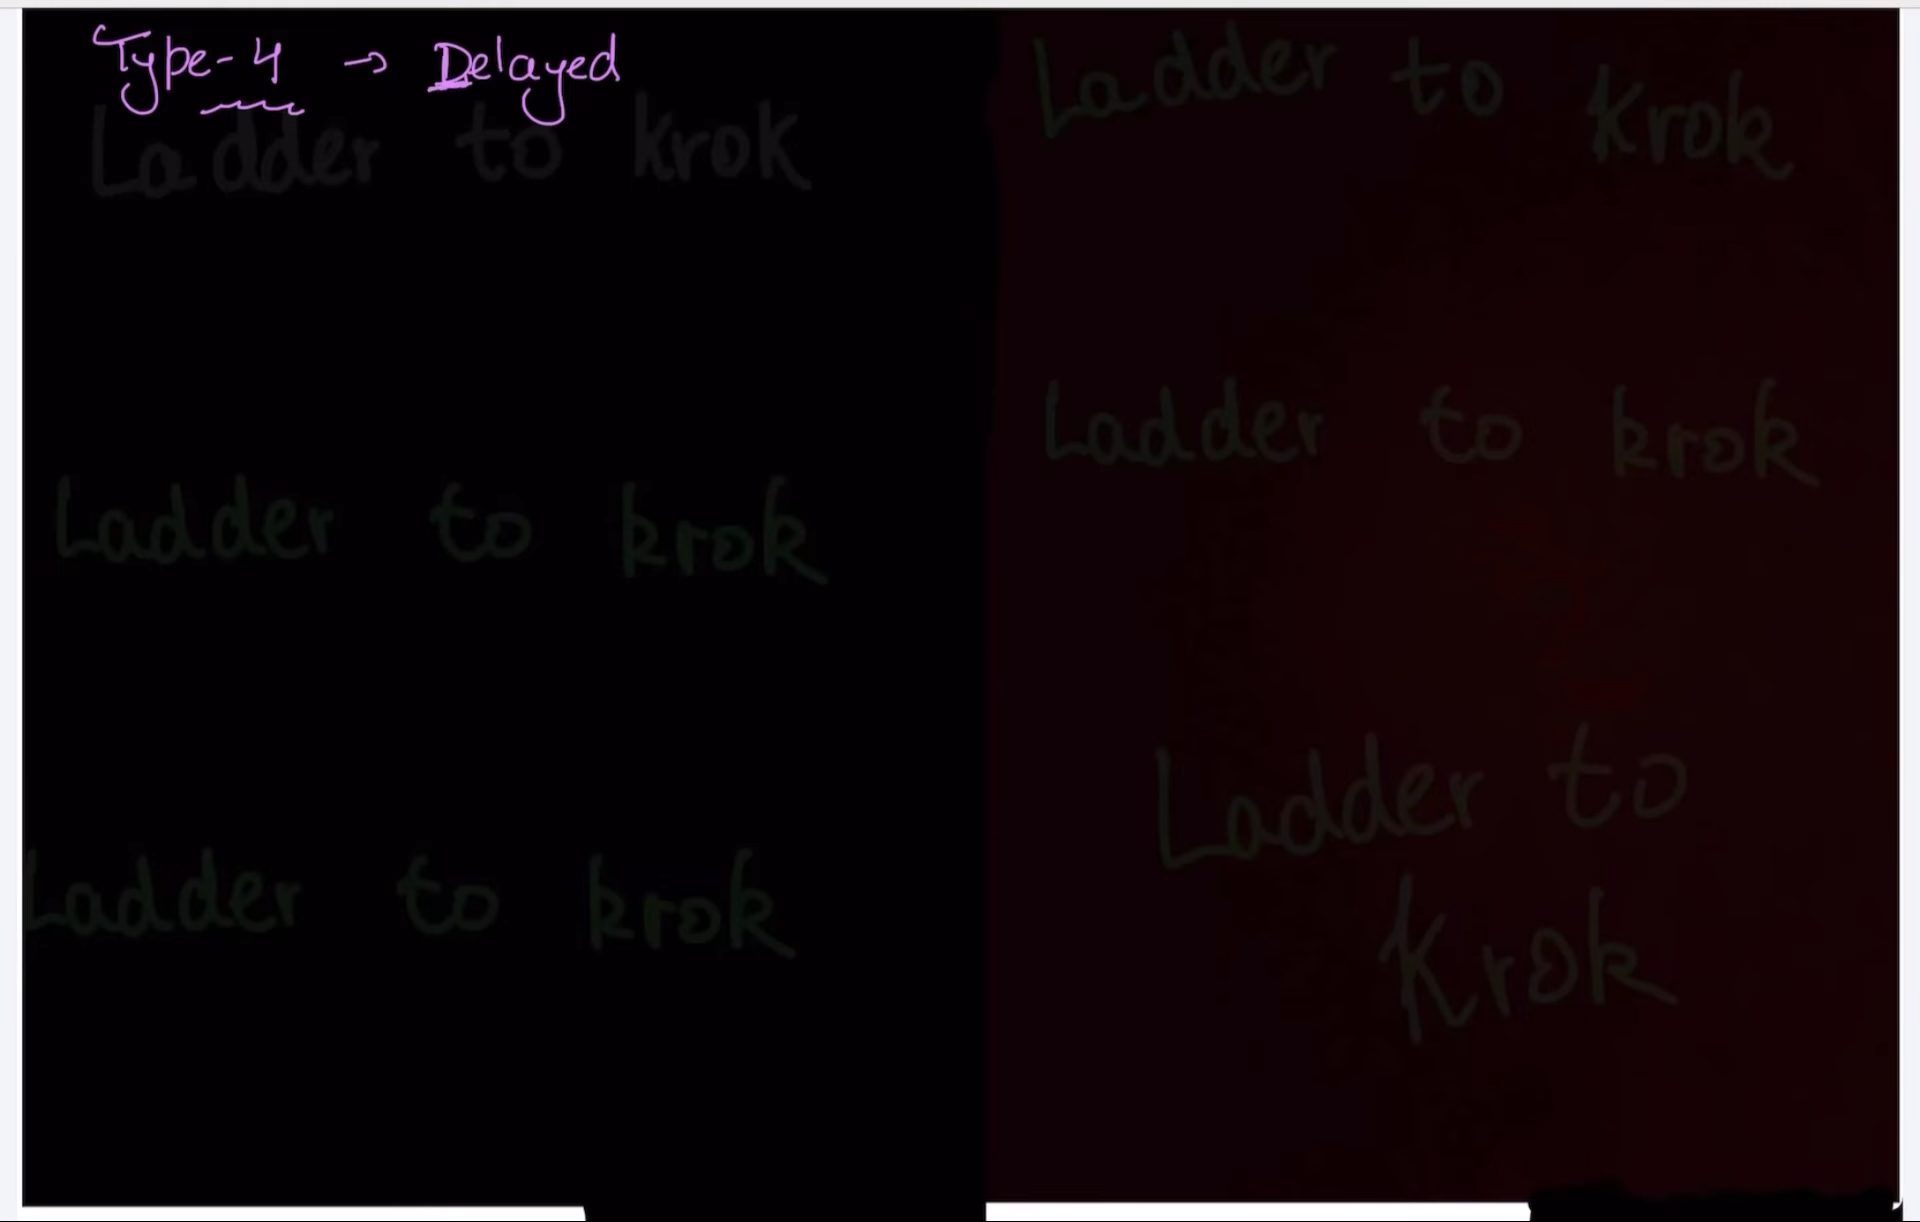 Type-4 → Delayed
Ladder to krok
Ladder to krok
Ladder to krok
Ladder to Krok
Ladder to krok
Ladder to
Krok